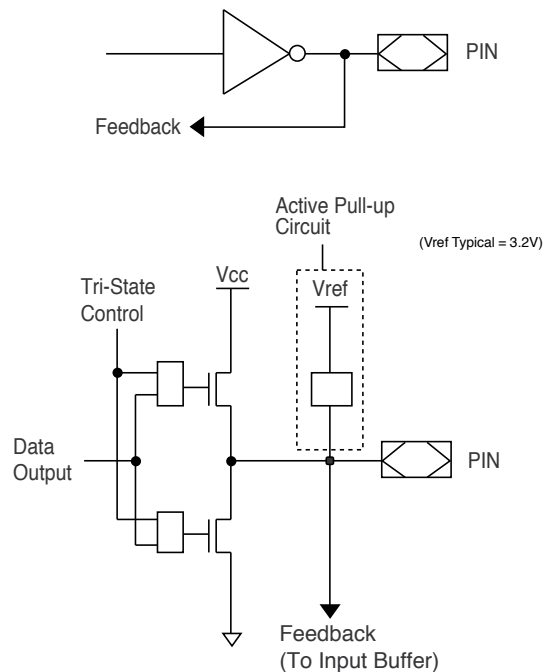 PIN
Feedback
Active Pull-up
Circuit
(Vref Typical = 3.2V)
Vcc
Vref
Tri-State
Control
Data
Output
PIN
Feedback
(To Input Buffer)